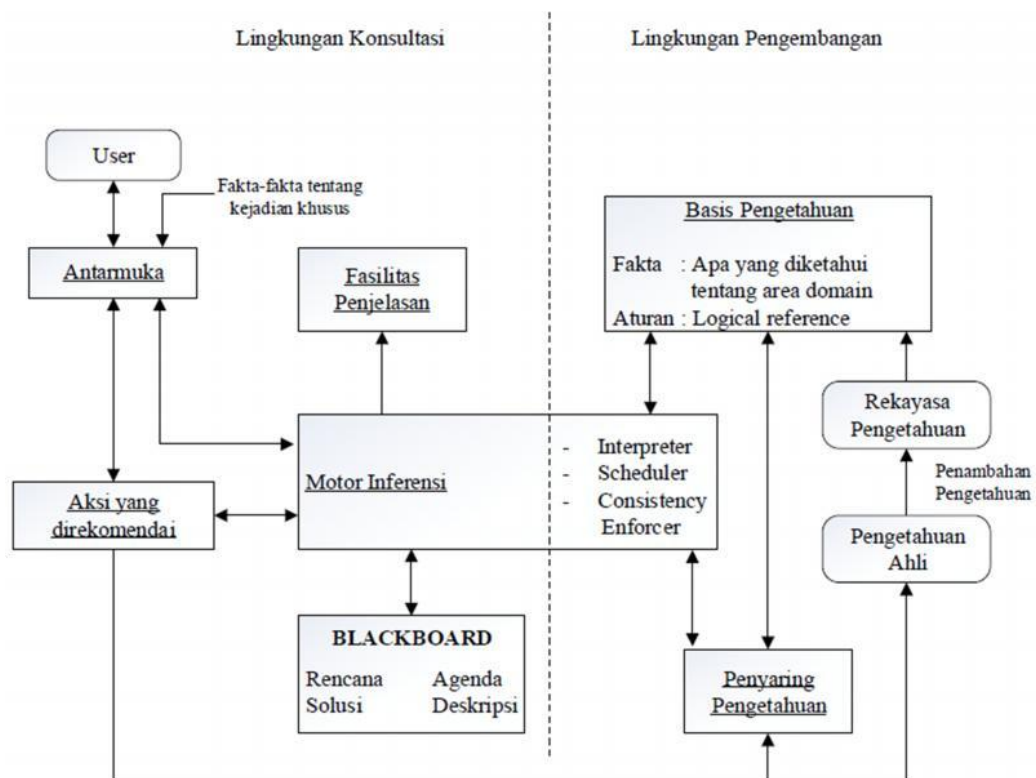 Lingkungan Konsultasi
Lingkungan Pengembangan
User
Fakta-fakta tentang
kejadian khusus
Antarmuka
Fasilitas
Penjelasan
Basis Pengetahuan
Fakta : Apa yang diketahui
tentang area domain
Aturan : Logical reference
Rekayasa
Pengetahuan
Penambahan
Pengetahuan
Pengetahuan
Ahli
Motor Inferensi
- Interpreter
- Scheduler
- Consistency
Enforcer
Aksi yang
direkomendai
BLACKBOARD
Rencana Agenda
Solusi Deskripsi
Penyaring
Pengetahuan